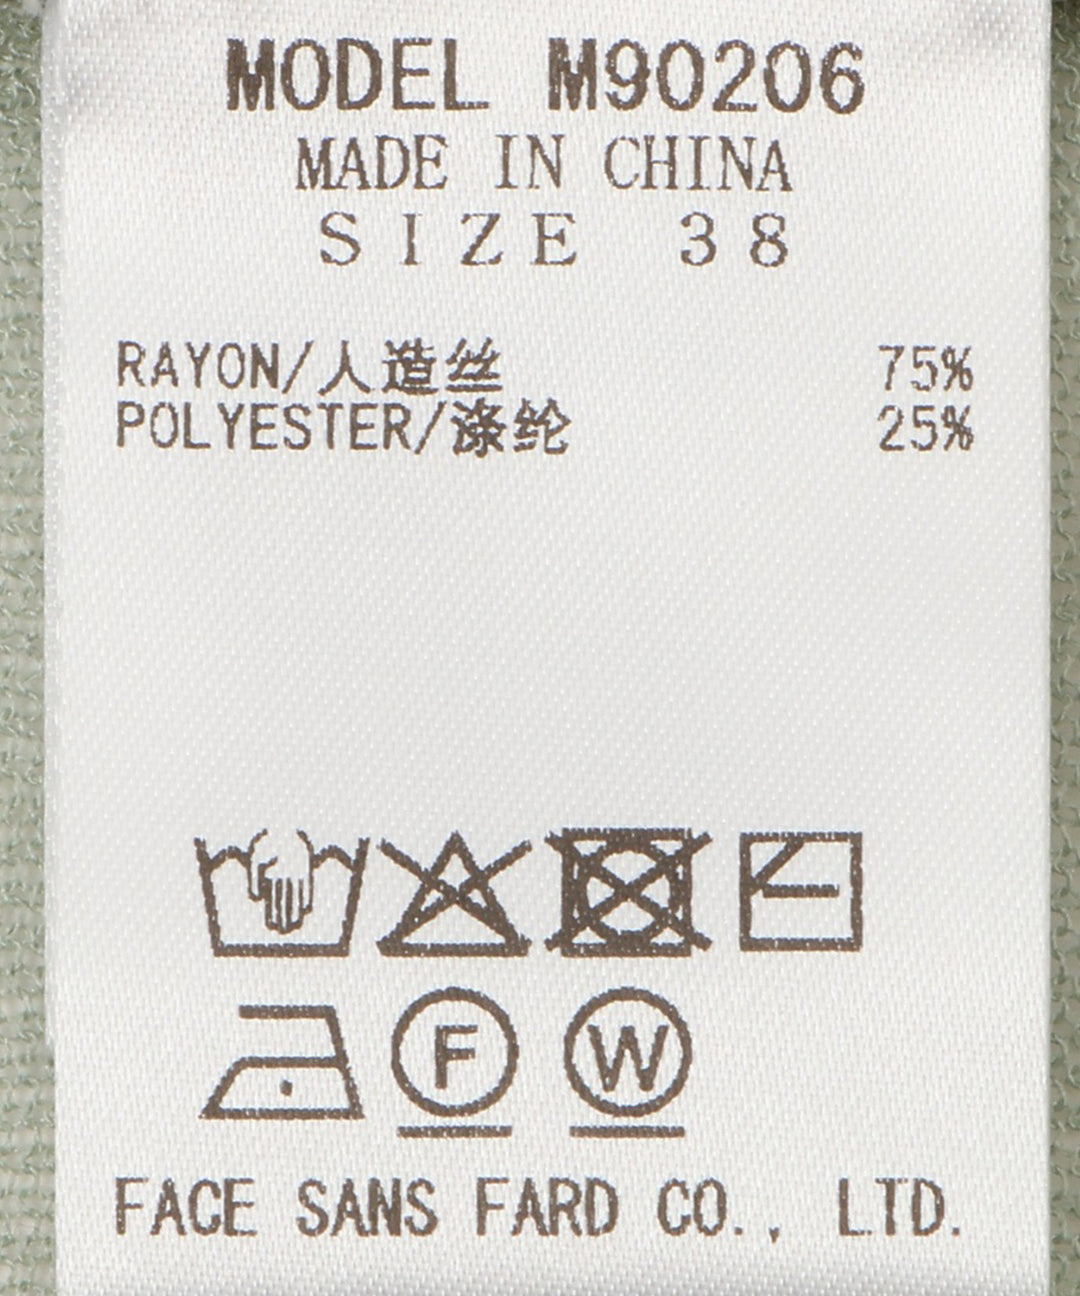 MODEL M90206
MADE IN CHINA
SIZE 38
RAYON/人造丝 75%
POLYESTER/涤纶 25%
F W
FACE SANS FARD CO., LTD.